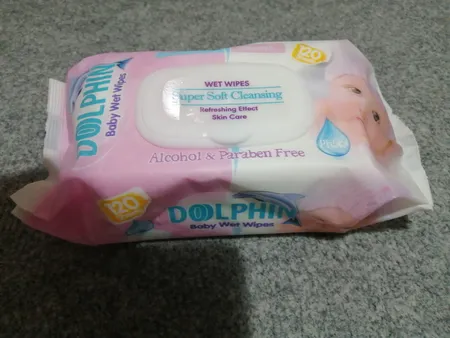 DOLPHIN
Baby Wet Wipes
WET WIPES
Super Soft Cleansing
Refreshing Effect
Skin Care
120
Alcohol & Paraben Free
120
DOLPHIN
Baby Wet Wipes